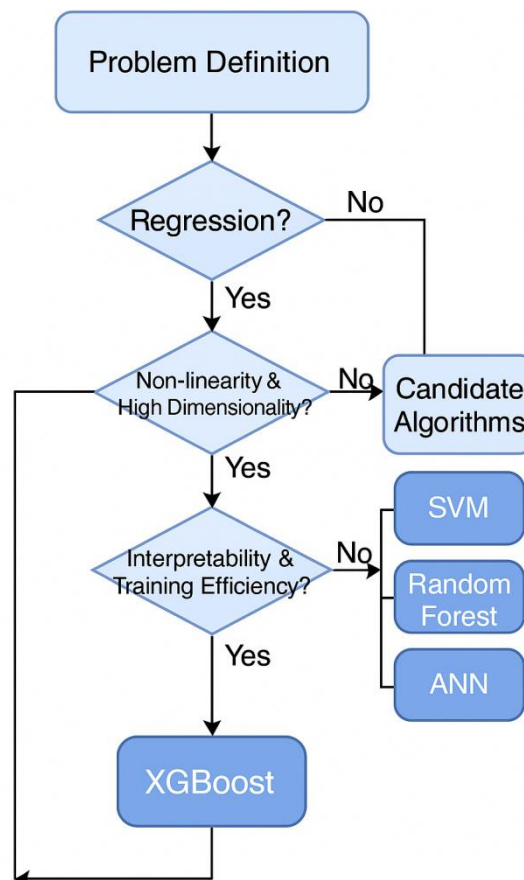 Problem Definition
Regression?
No
Yes
Non-linearity &
High Dimensionality?
No
Candidate
Algorithms
Yes
SVM
Interpretability &
Training Efficiency?
No
Random
Forest
Yes
ANN
XGBoost